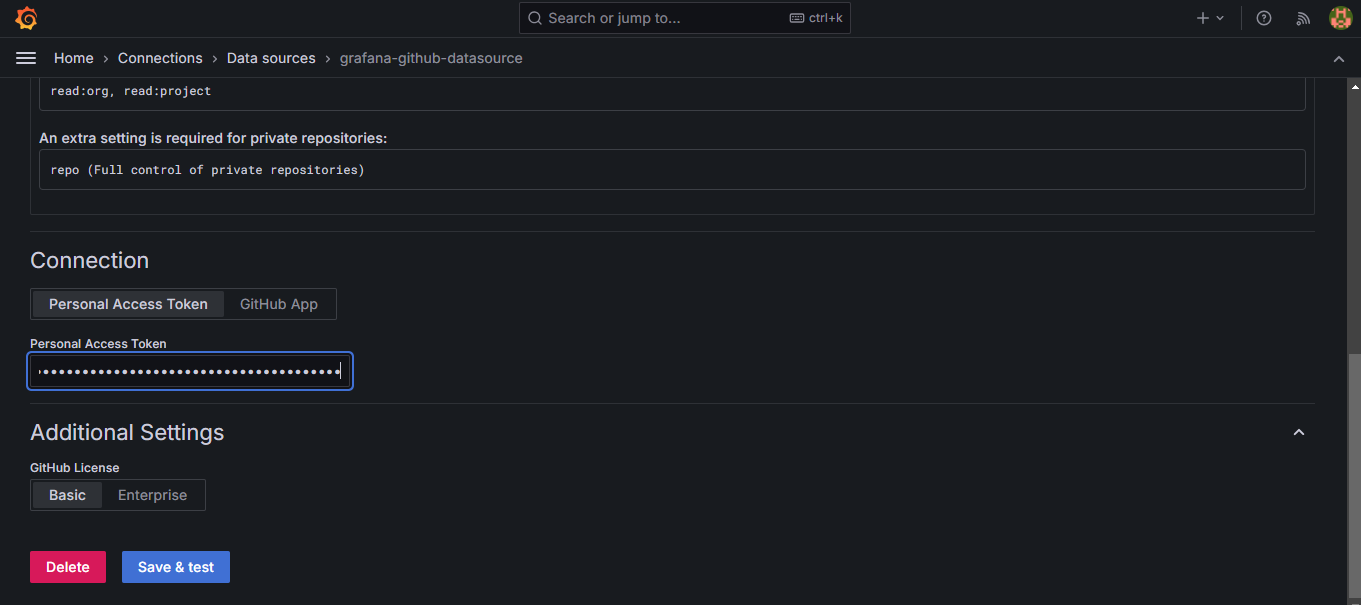 Search or jump to... ctrl+k
Home › Connections › Data sources › grafana-github-datasource
read:org, read:project
An extra setting is required for private repositories:
repo (Full control of private repositories)
Connection
Personal Access Token GitHub App
Personal Access Token
Additional Settings
GitHub License
Basic Enterprise
Delete Save & test